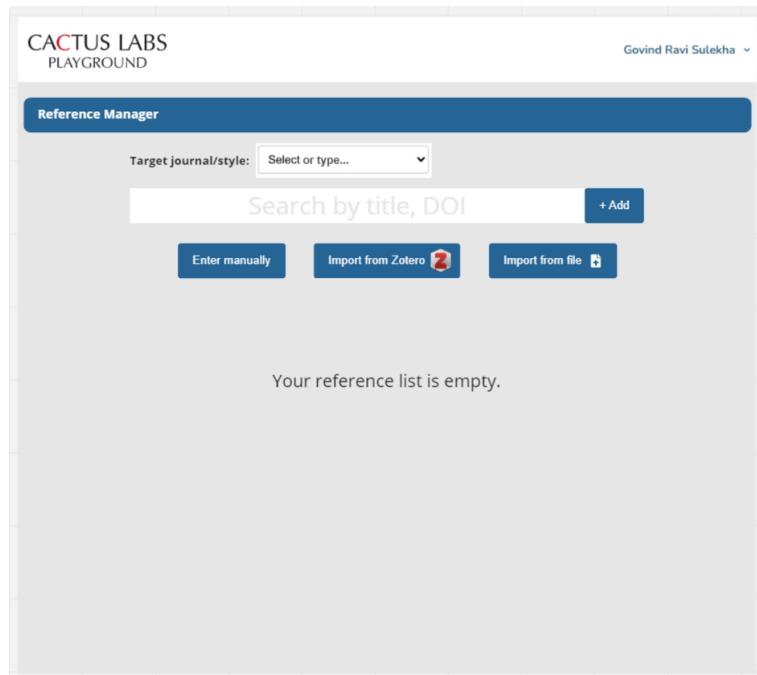 CACTUS LABS
PLAYGROUND
Govind Ravi Sulekha
Reference Manager
Target journal/style: Select or type...
Search by title, DOI + Add
Enter manually Import from Zotero Z Import from file
Your reference list is empty.